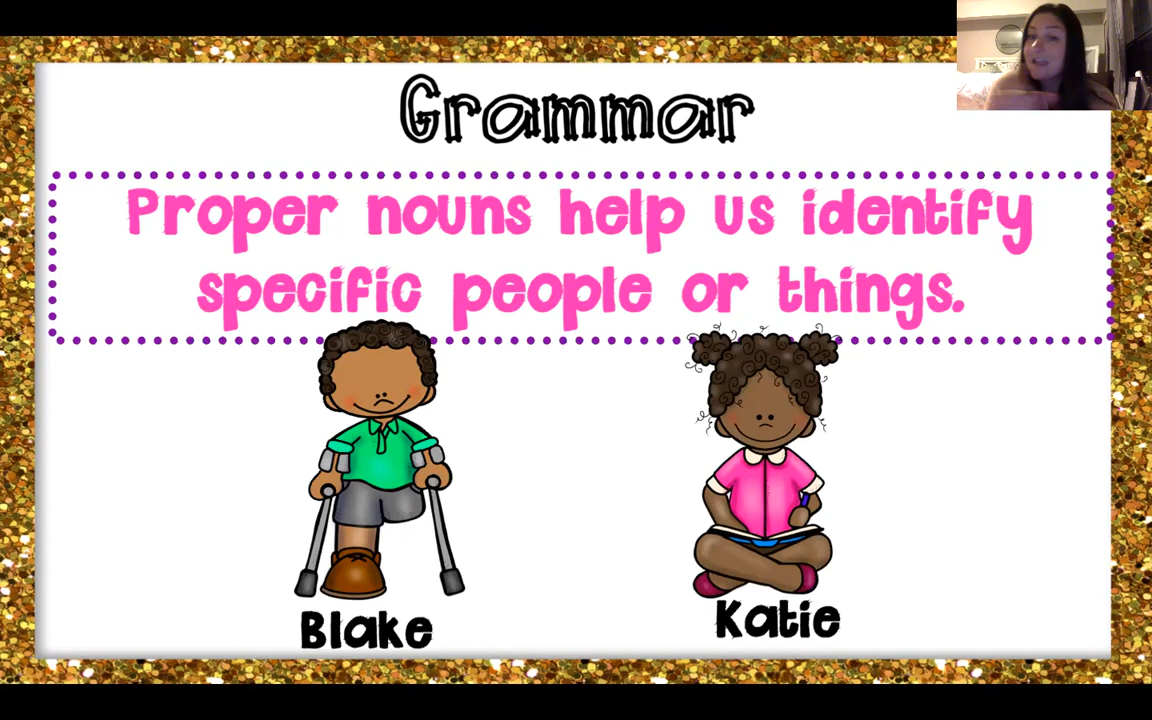 Grammar
Proper nouns help us identify
specific people or things.
Blake
Katie